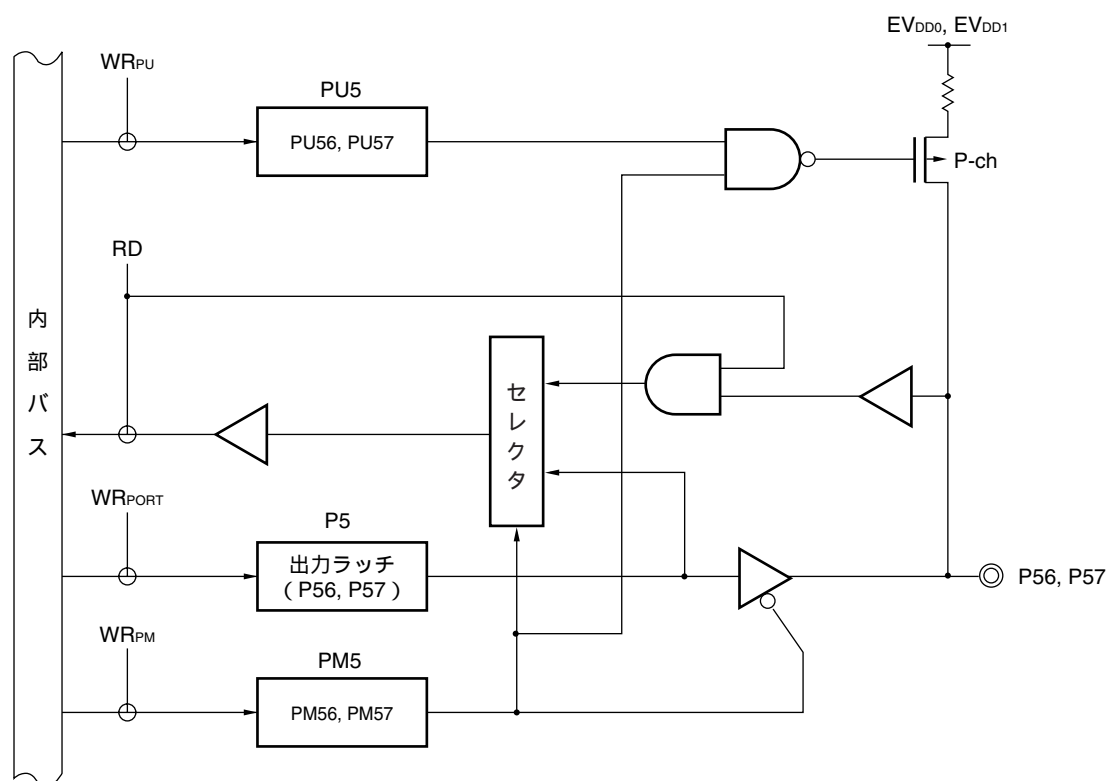 EVDD0, EVDD1
WRPU
PU5
PU56, PU57
P-ch
RD
内部バス
セレクタ
WRPORT
P5
出力ラッチ
( P56, P57 )
P56, P57
WRPM
PM5
PM56, PM57